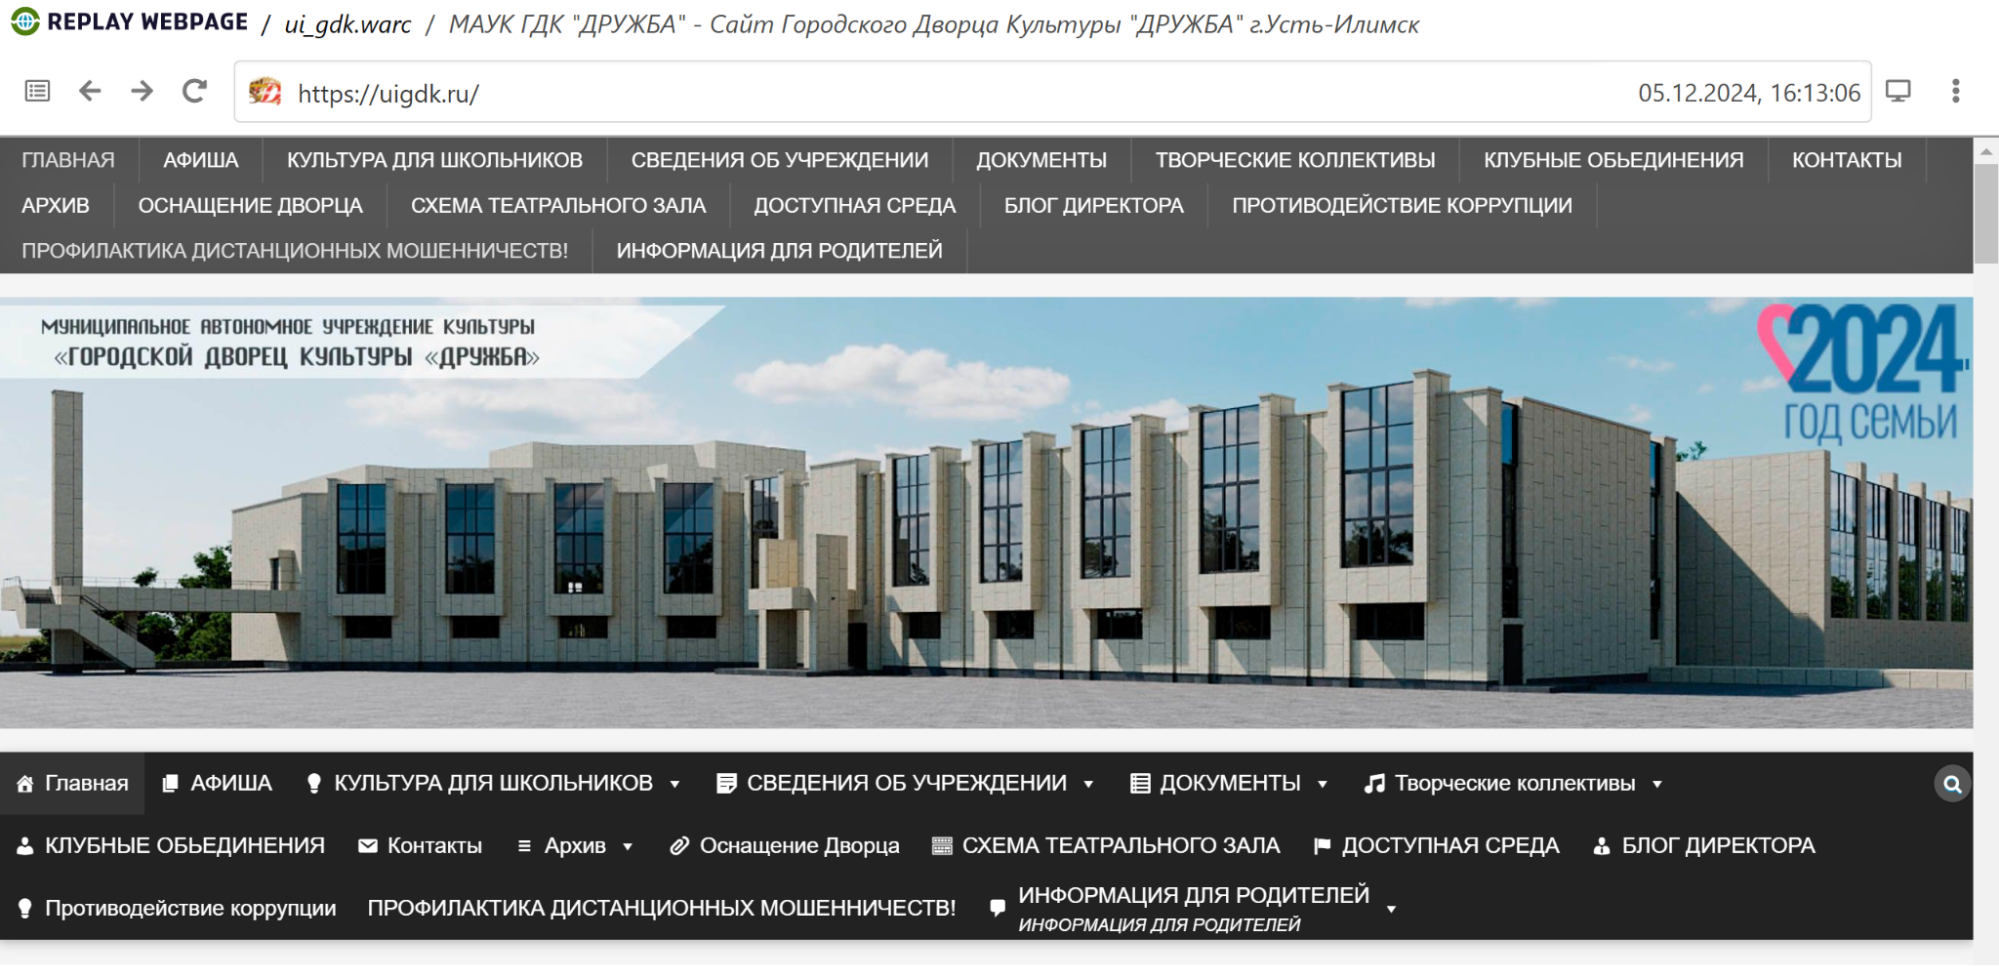 REPLAY WEBPAGE / ui_gdk.warc / МАУК ГДК "ДРУЖБА" - Сайт Городского Дворца Культуры "ДРУЖБА" г.Усть-Илимск
https://uigdk.ru/ 05.12.2024, 16:13:06
ГЛАВНАЯ АФИША КУЛЬТУРА ДЛЯ ШКОЛЬНИКОВ СВЕДЕНИЯ ОБ УЧРЕЖДЕНИИ ДОКУМЕНТЫ ТВОРЧЕСКИЕ КОЛЛЕКТИВЫ КЛУБНЫЕ ОБЬЕДИНЕНИЯ КОНТАКТЫ
АРХИВ ОСНАЩЕНИЕ ДВОРЦА СХЕМА ТЕАТРАЛЬНОГО ЗАЛА ДОСТУПНАЯ СРЕДА БЛОГ ДИРЕКТОРА ПРОТИВОДЕЙСТВИЕ КОРРУПЦИИ
ПРОФИЛАКТИКА ДИСТАНЦИОННЫХ МОШЕННИЧЕСТВ! ИНФОРМАЦИЯ ДЛЯ РОДИТЕЛЕЙ
МУНИЦИПАЛЬНОЕ АВТОНОМНОЕ УЧРЕЖДЕНИЕ КУЛЬТУРЫ
«ГОРОДСКОЙ ДВОРЕЦ КУЛЬТУРЫ «ДРУЖБА»
2024
ГОД СЕМЬИ
Главная АФИША КУЛЬТУРА ДЛЯ ШКОЛЬНИКОВ СВЕДЕНИЯ ОБ УЧРЕЖДЕНИИ ДОКУМЕНТЫ Творческие коллективы
КЛУБНЫЕ ОБЬЕДИНЕНИЯ Контакты Архив Оснащение Дворца СХЕМА ТЕАТРАЛЬНОГО ЗАЛА ДОСТУПНАЯ СРЕДА БЛОГ ДИРЕКТОРА
Противодействие коррупции ПРОФИЛАКТИКА ДИСТАНЦИОННЫХ МОШЕННИЧЕСТВ! ИНФОРМАЦИЯ ДЛЯ РОДИТЕЛЕЙ
ИНФОРМАЦИЯ ДЛЯ РОДИТЕЛЕЙ